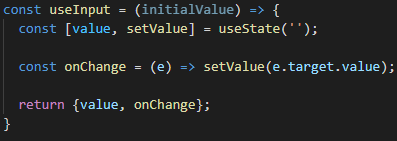 const useInput = (initialValue) => {
  const [value, setValue] = useState('');

  const onChange = (e) => setValue(e.target.value);

  return {value, onChange};
}